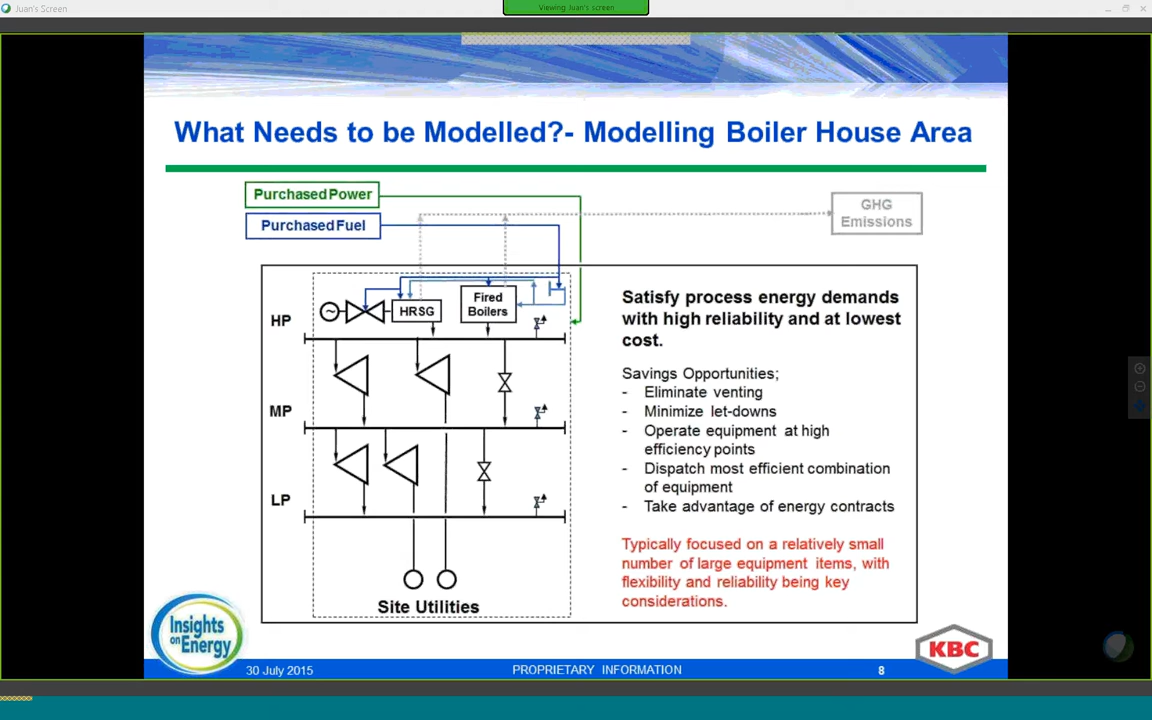 Juan's Screen
Viewing Juan's screen
What Needs to be Modelled?- Modelling Boiler House Area
Purchased Power
Purchased Fuel
GHG
Emissions
HP
HRSG
Fired
Boilers
MP
LP
Site Utilities
Satisfy process energy demands
with high reliability and at lowest
cost.
Savings Opportunities;
- Eliminate venting
- Minimize let-downs
- Operate equipment at high
efficiency points
- Dispatch most efficient combination
of equipment
- Take advantage of energy contracts
Typically focused on a relatively small
number of large equipment items, with
flexibility and reliability being key
considerations.
Insights
on
Energy
KBC
30 July 2015
PROPRIETARY INFORMATION
8